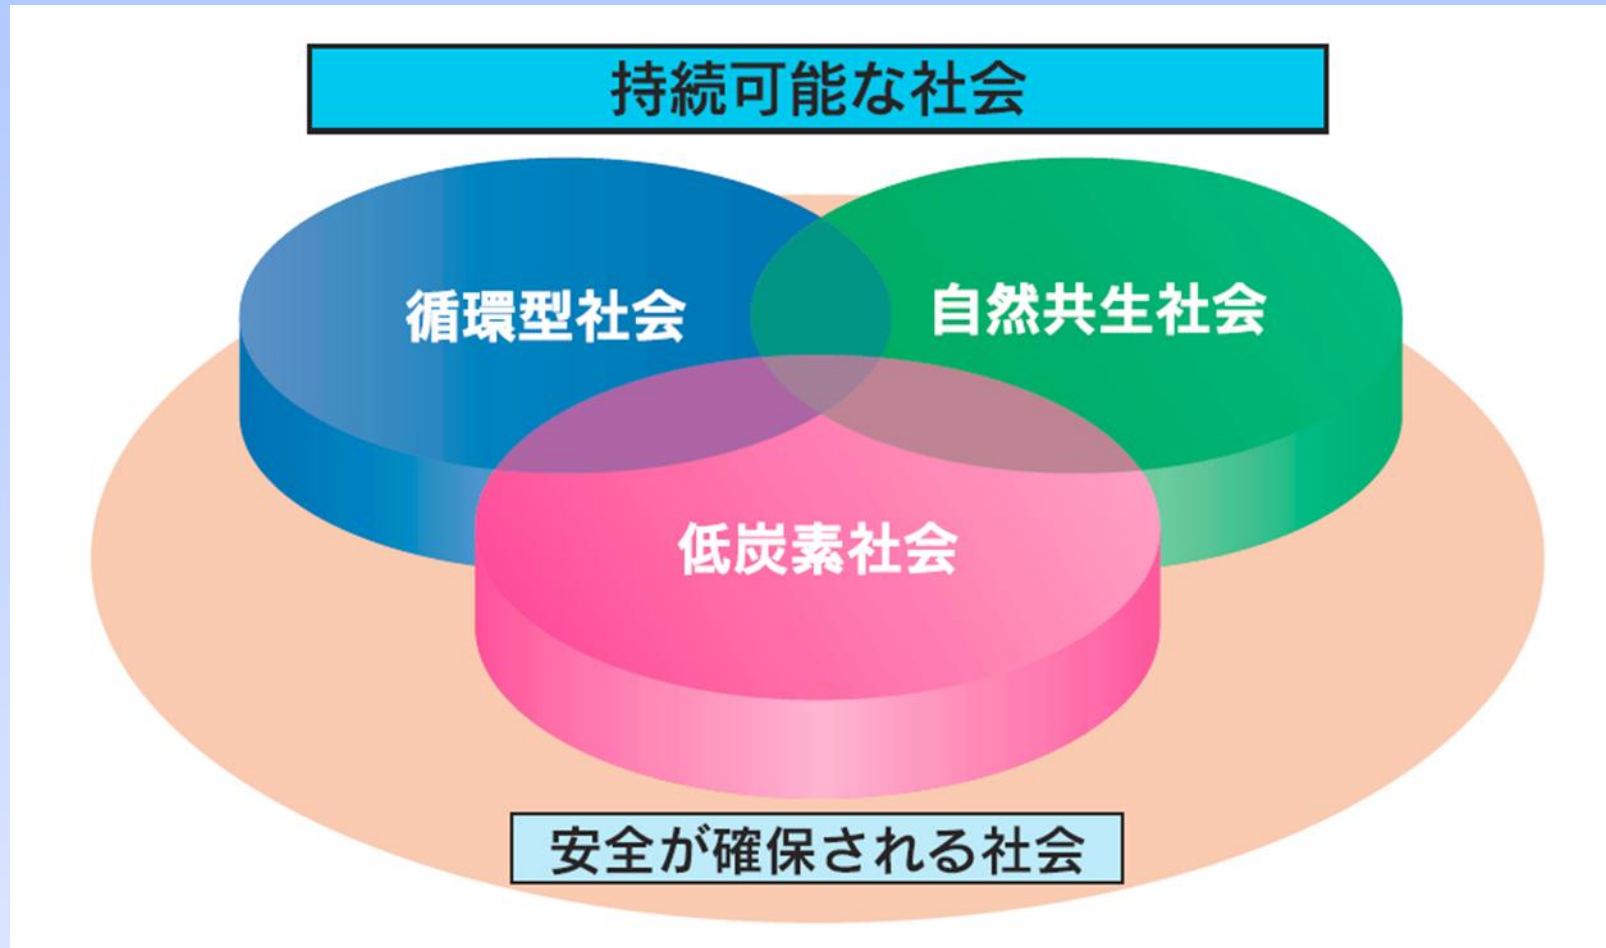 持続可能な社会
循環型社会
自然共生社会
低炭素社会
安全が確保される社会